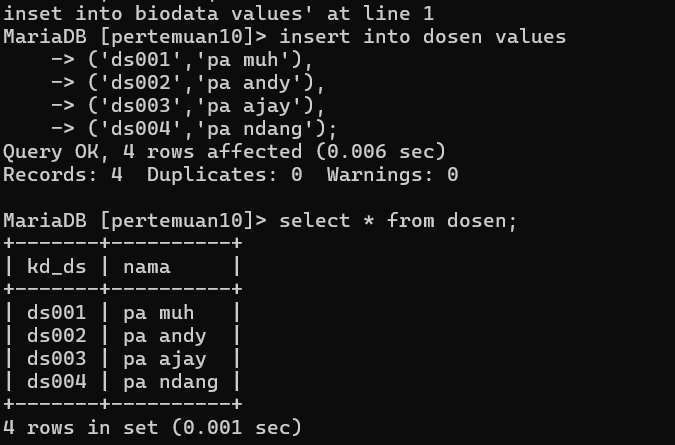 inset into biodata values' at line 1
MariaDB [pertemuan10]> insert into dosen values
    -> ('ds001','pa muh'),
    -> ('ds002','pa andy'),
    -> ('ds003','pa ajay'),
    -> ('ds004','pa ndang');
Query OK, 4 rows affected (0.006 sec)
Records: 4  Duplicates: 0  Warnings: 0

MariaDB [pertemuan10]> select * from dosen;
+-------+----------+
| kd_ds | nama     |
+-------+----------+
| ds001 | pa muh   |
| ds002 | pa andy  |
| ds003 | pa ajay  |
| ds004 | pa ndang |
+-------+----------+
4 rows in set (0.001 sec)